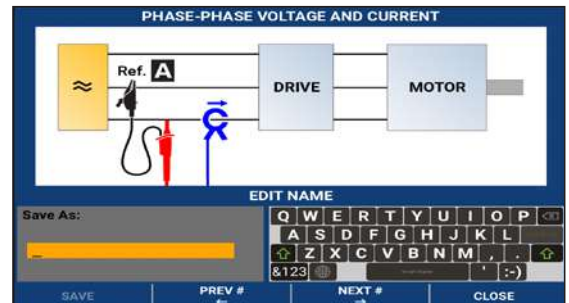 PHASE-PHASE VOLTAGE AND CURRENT
Ref. A
≈
DRIVE
MOTOR
EDIT NAME
Save As:
_
Q W E R T Y U I O P
A S D F G H J K L
Z X C V B N M , .
&123 ' :-)
SAVE
PREV #
←
NEXT #
→
CLOSE